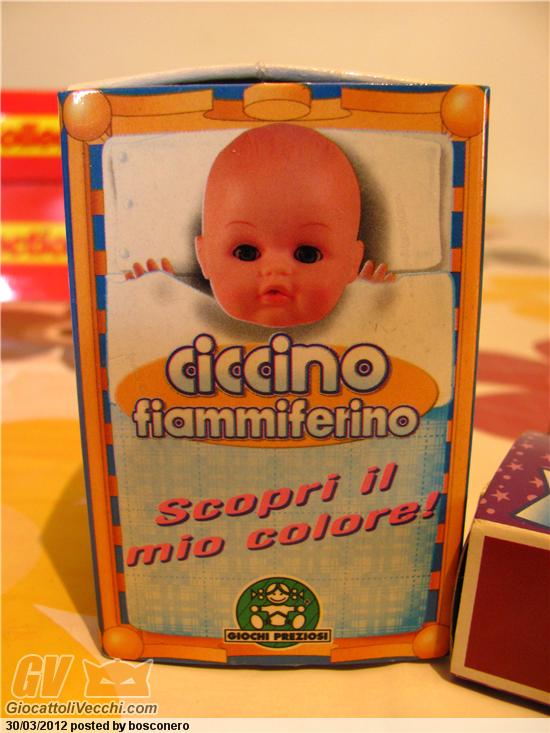 ciccino
fiammiferino
Scopri il
mio colore!
GIOCHI PREZIOSI
GV
GiocattoliVecchi.com
30/03/2012 posted by bosconero